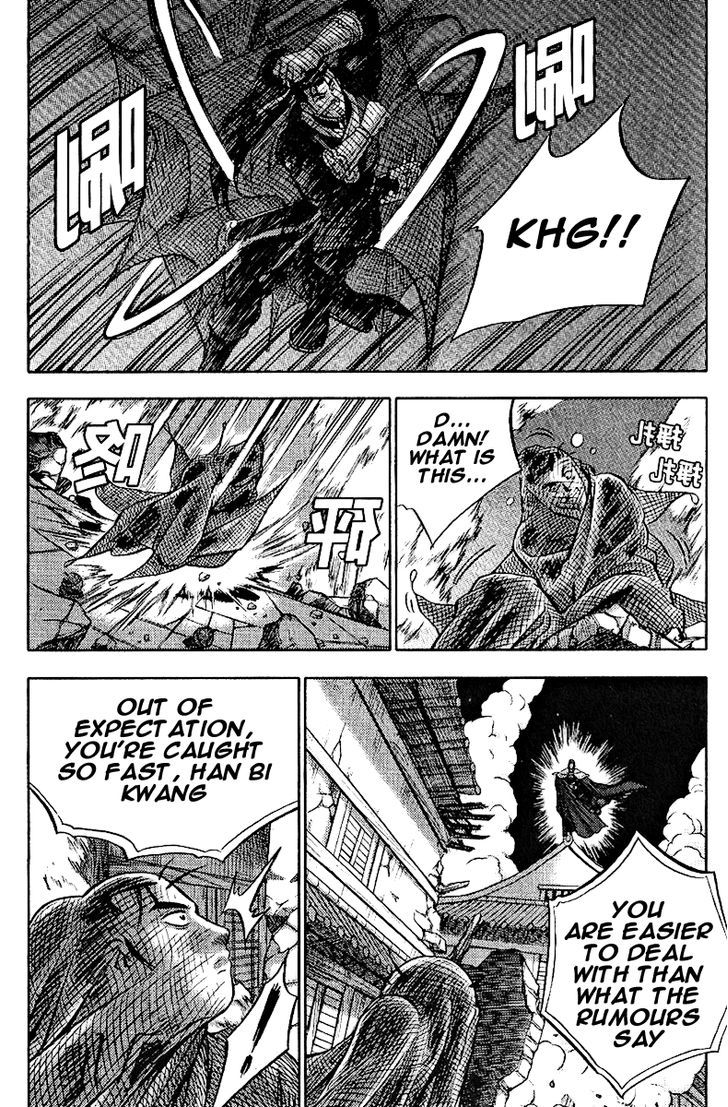 KHG!!
D...
DAMN!
WHAT IS
THIS...
OUT OF
EXPECTATION,
YOU'RE CAUGHT
SO FAST, HAN BI
KWANG
YOU
ARE EASIER
TO DEAL
WITH THAN
WHAT THE
RUMOURS
SAY